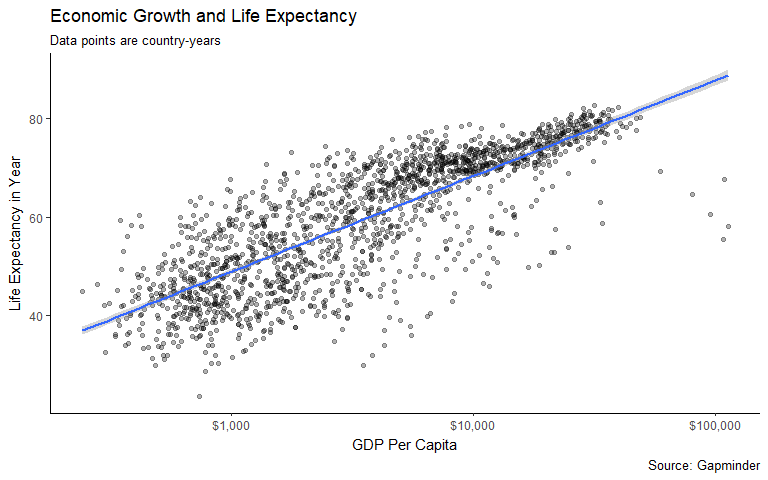 Economic Growth and Life Expectancy
Data points are country-years
Life Expectancy in Year
80
60
40
$1,000
$10,000
$100,000
GDP Per Capita
Source: Gapminder